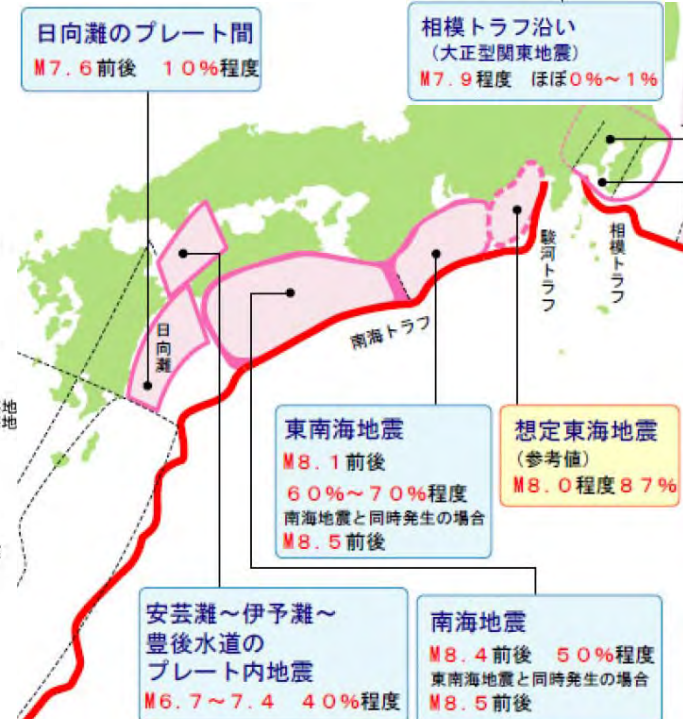 日向灘のプレート間
M7.6前後　10%程度
相模トラフ沿い
（大正型関東地震）
M7.9程度　ほぼ0%～1%
駿河トラフ
相模トラフ
日向灘
南海トラフ
地
地
東南海地震
M8.1前後
60%～70%程度
南海地震と同時発生の場合
M8.5前後
想定東海地震
（参考値）
M8.0程度87%
安芸灘～伊予灘～
豊後水道の
プレート内地震
M6.7～7.4　40%程度
南海地震
M8.4前後　50%程度
東南海地震と同時発生の場合
M8.5前後